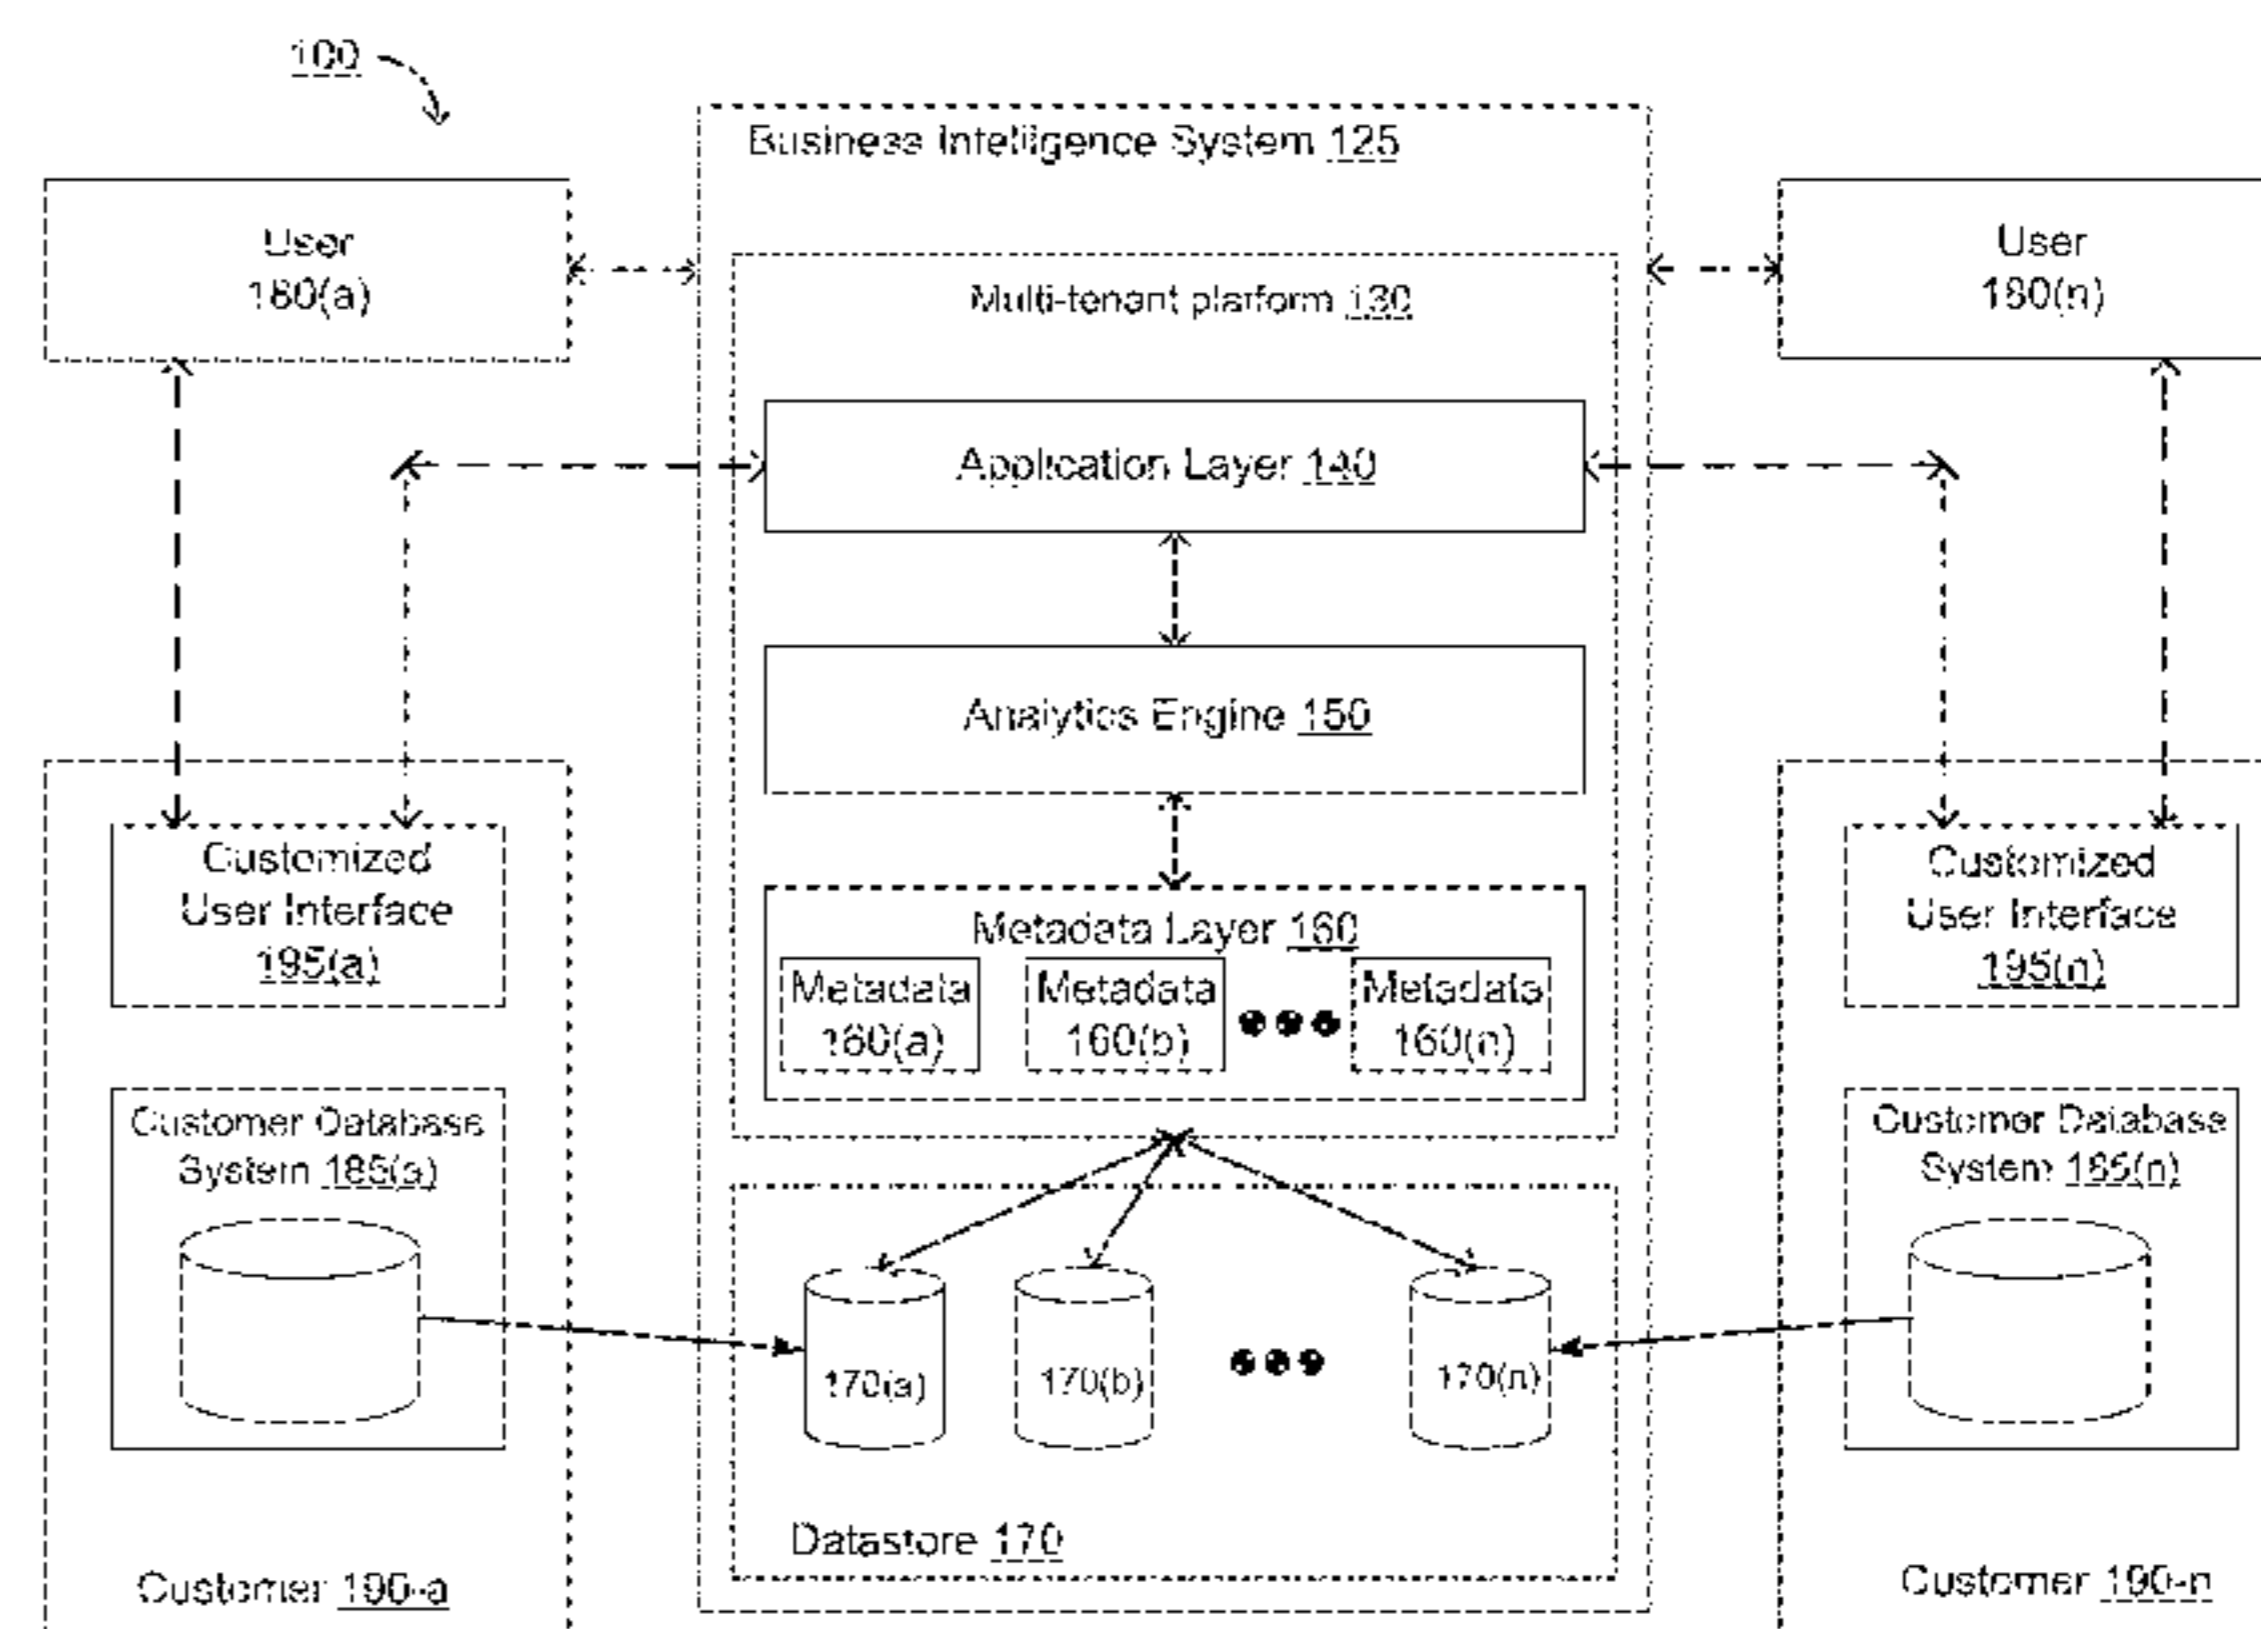 100
Business Intelligence System 125
User
180(a)
User
180(n)
Multi-tenant platform 130
Application Layer 140
Analytics Engine 150
Customized
User Interface
195(a)
Metadata Layer 160
Metadata
160(a)
Metadata
160(b)
Metadata
160(n)
Customized
User Interface
195(n)
Customer Database
System 185(a)
Customer Database
System 185(n)
170(a)
170(b)
170(n)
Datastore 170
Customer 190-a
Customer 190-n